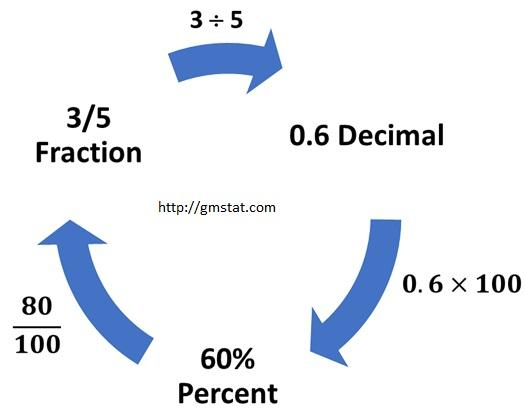 3 ÷ 5
3/5
Fraction
0.6 Decimal
http://gmstat.com
0.6 × 100
80
100
60%
Percent